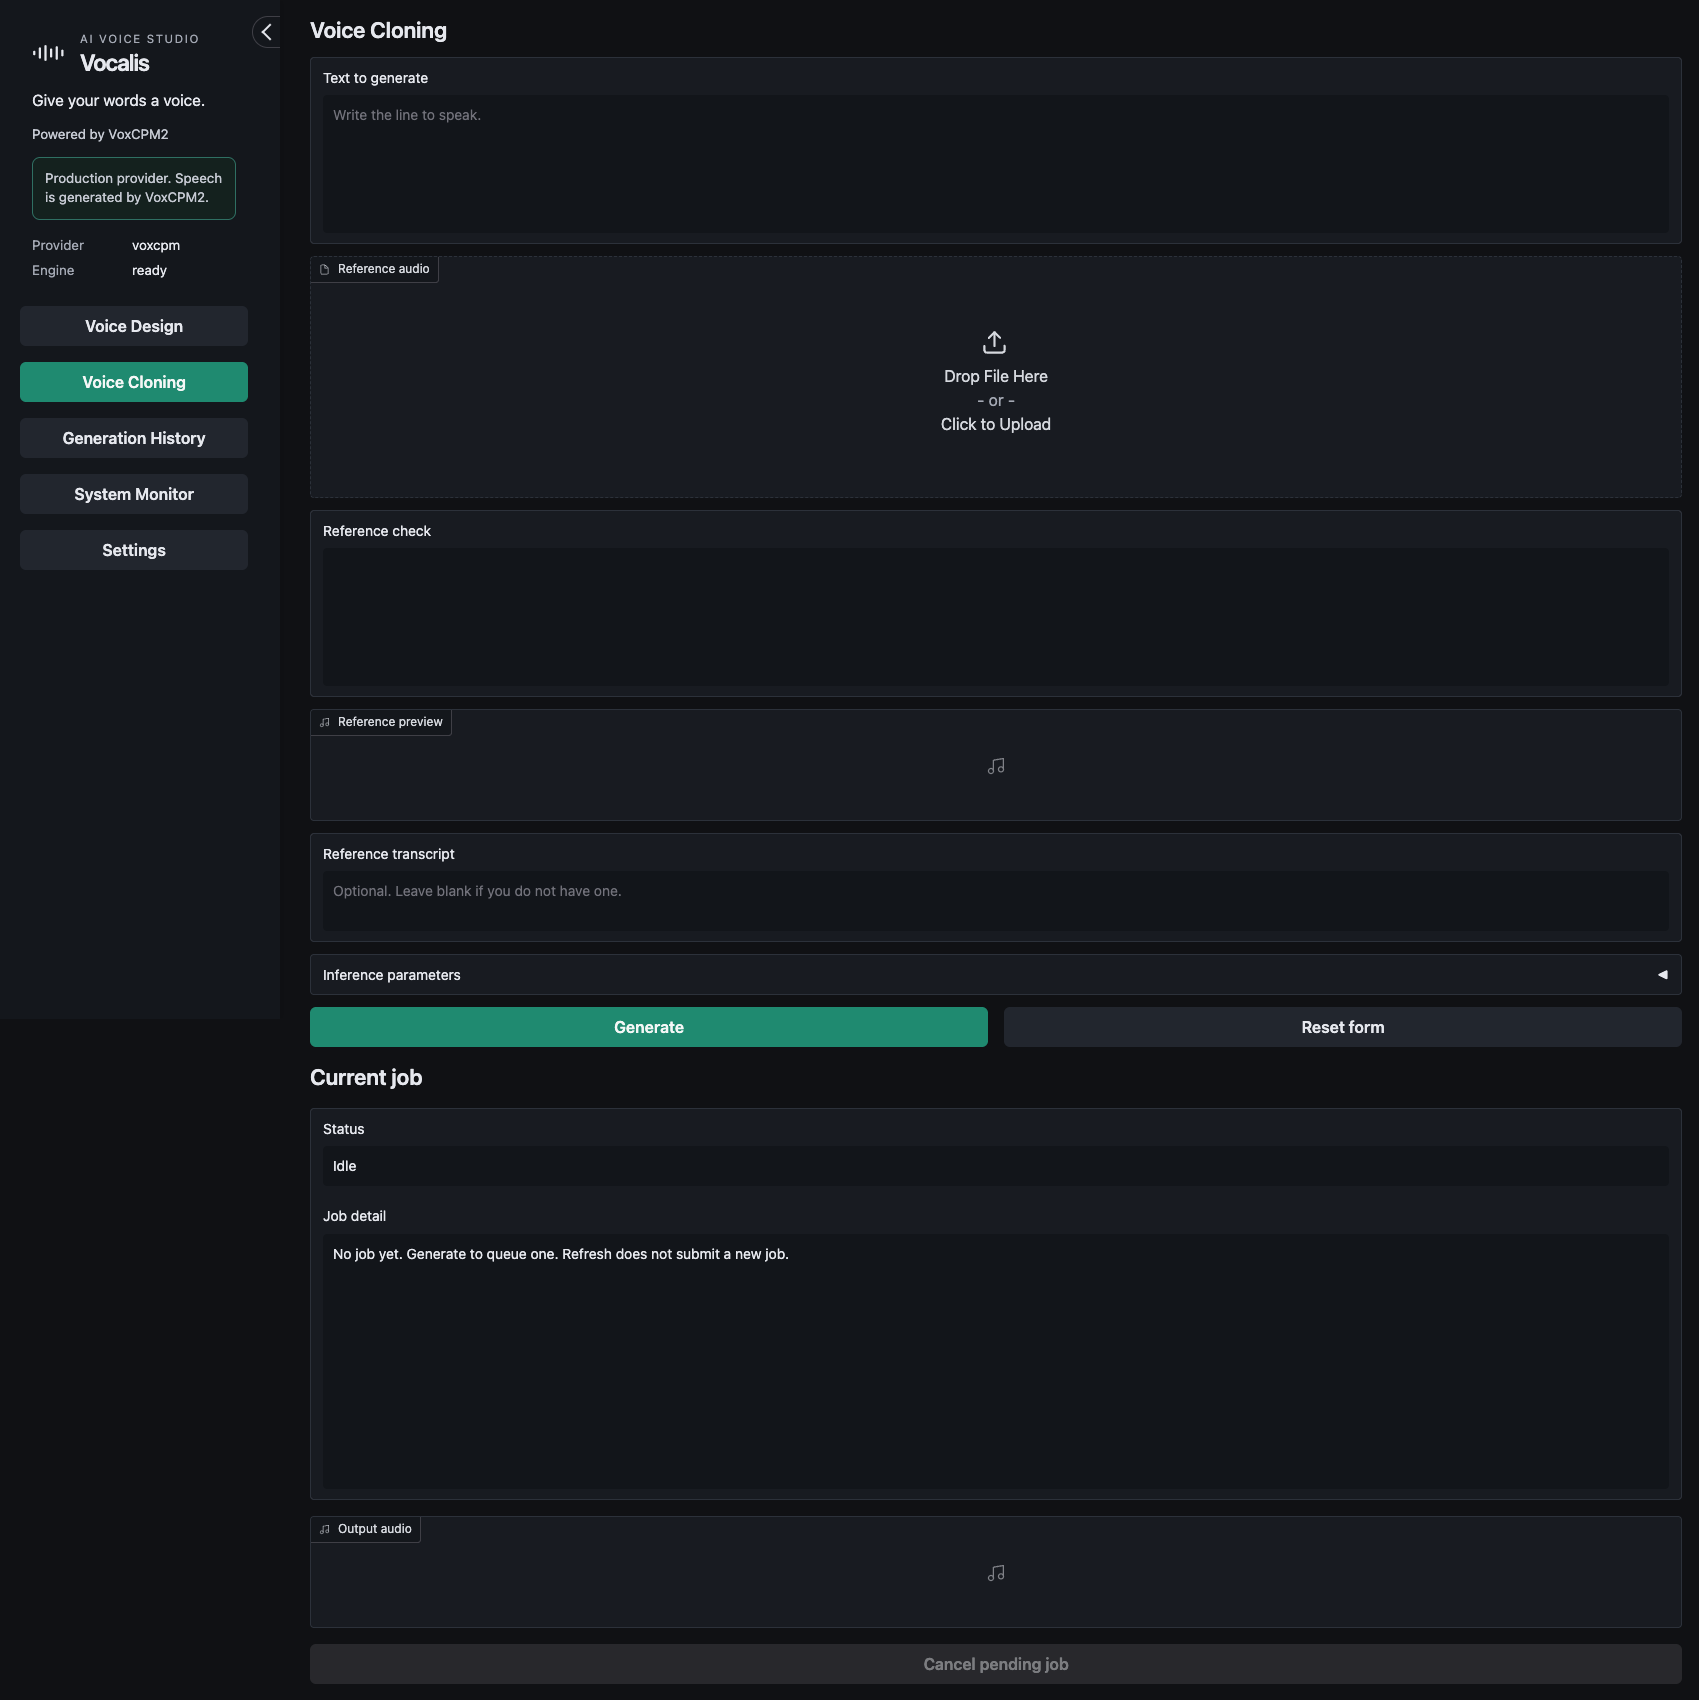 AI VOICE STUDIO
Vocalis
Give your words a voice.
Powered by VoxCPM2
Production provider. Speech
is generated by VoxCPM2.
Provider voxcpm
Engine ready
Voice Design
Voice Cloning
Generation History
System Monitor
Settings
Voice Cloning
Text to generate
Write the line to speak.
Reference audio
Drop File Here
- or -
Click to Upload
Reference check
Reference preview
Reference transcript
Optional. Leave blank if you do not have one.
Inference parameters
Generate
Reset form
Current job
Status
Idle
Job detail
No job yet. Generate to queue one. Refresh does not submit a new job.
Output audio
Cancel pending job